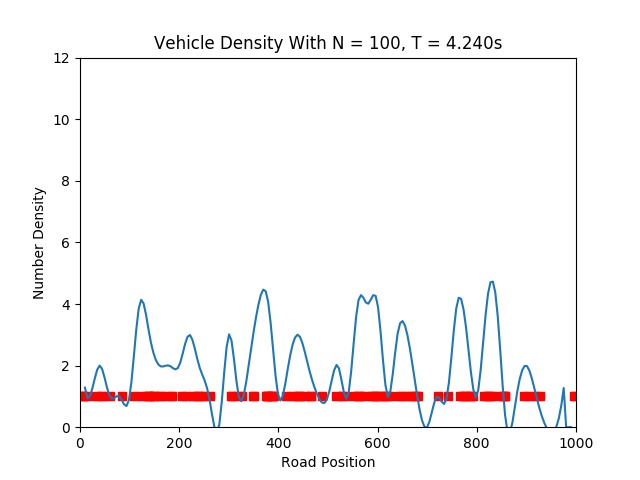 Vehicle Density With N = 100, T = 4.240s
12
10
8
6
4
2
0
Number Density
0 200 400 600 800 1000
Road Position